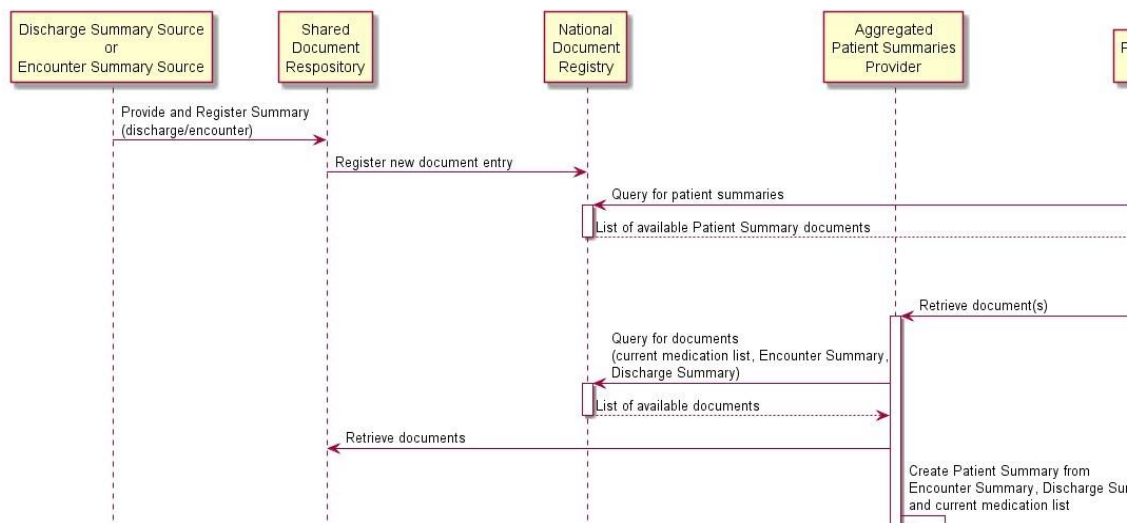 Discharge Summary Source
or
Encounter Summary Source
Shared
Document
Respository
National
Document
Registry
Aggregated
Patient Summaries
Provider
P
Provide and Register Summary
(discharge/encounter)
Register new document entry
Query for patient summaries
List of available Patient Summary documents
Retrieve document(s)
Query for documents
(current medication list, Encounter Summary,
Discharge Summary)
List of available documents
Retrieve documents
Create Patient Summary from
Encounter Summary, Discharge Su
and current medication list